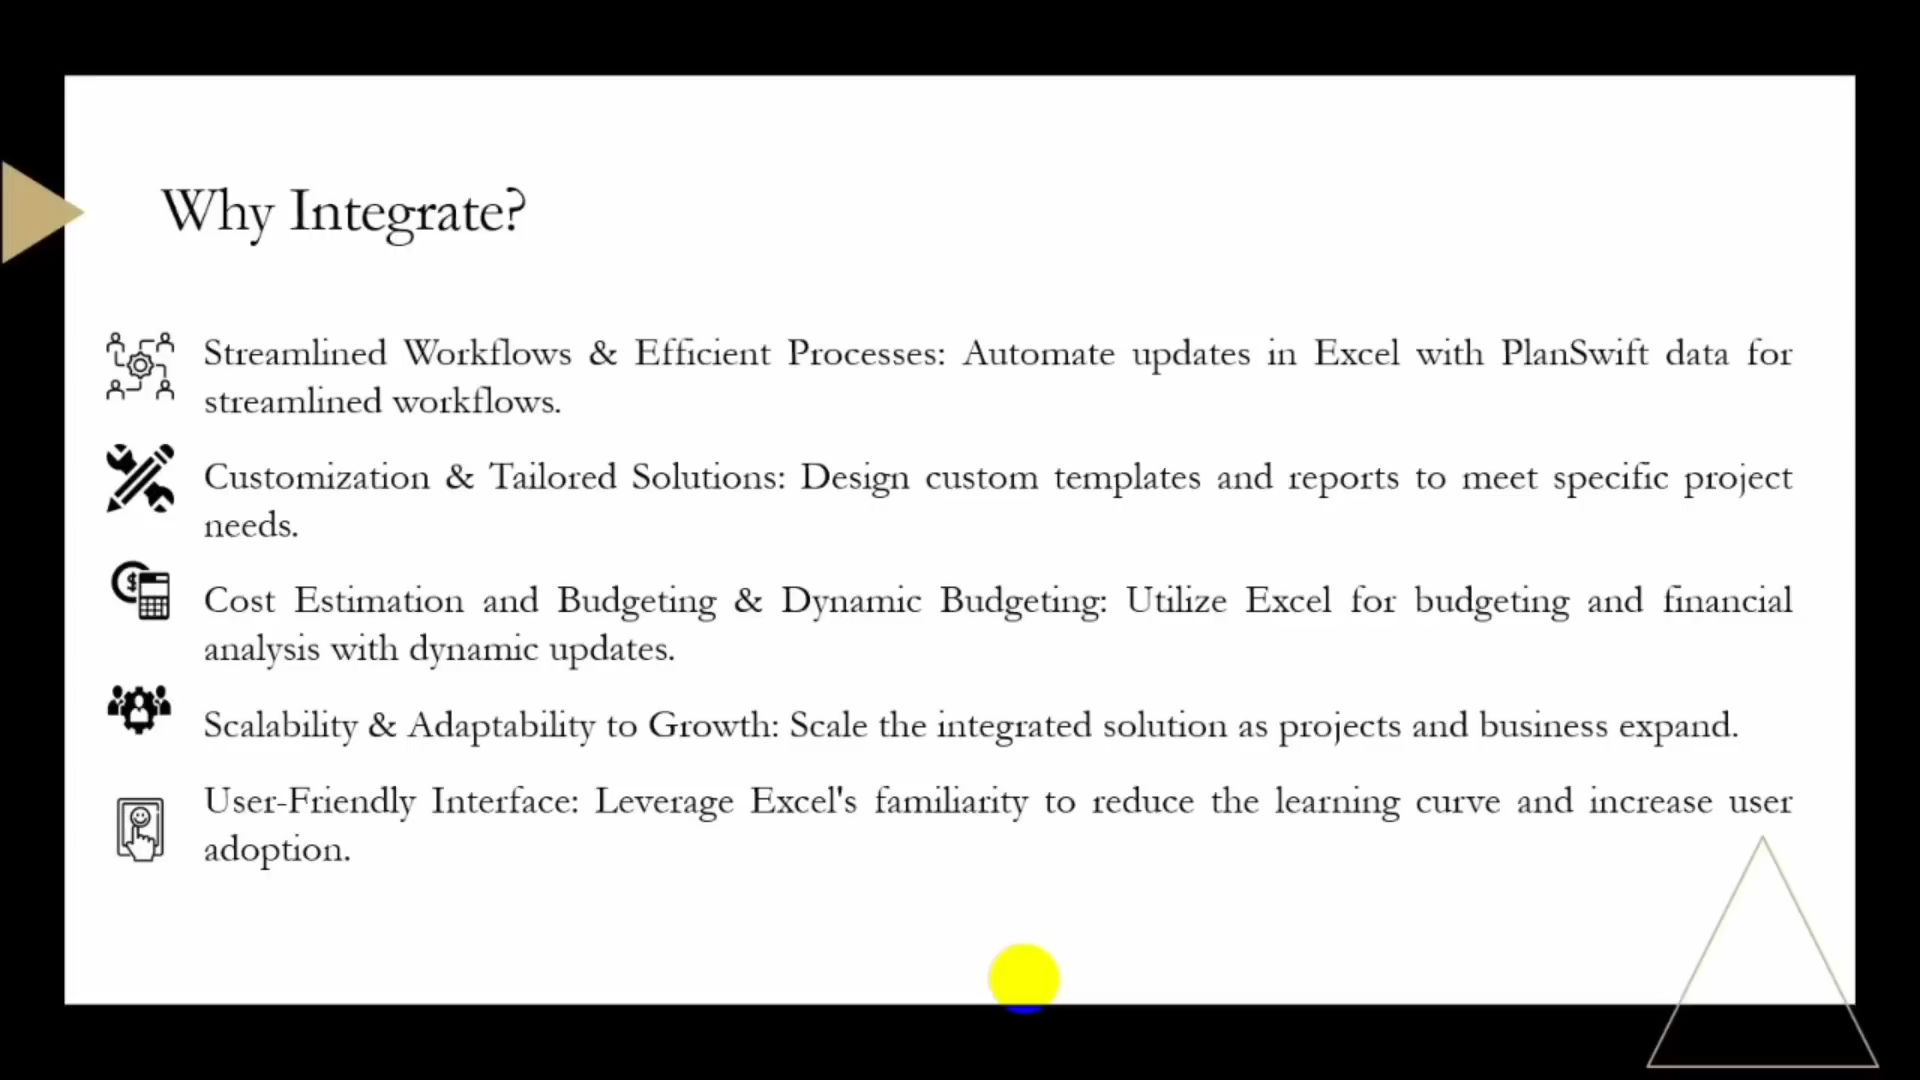 Why Integrate?
Streamlined Workflows & Efficient Processes: Automate updates in Excel with PlanSwift data for
streamlined workflows.
Customization & Tailored Solutions: Design custom templates and reports to meet specific project
needs.
Cost Estimation and Budgeting & Dynamic Budgeting: Utilize Excel for budgeting and financial
analysis with dynamic updates.
Scalability & Adaptability to Growth: Scale the integrated solution as projects and business expand.
User-Friendly Interface: Leverage Excel's familiarity to reduce the learning curve and increase user
adoption.